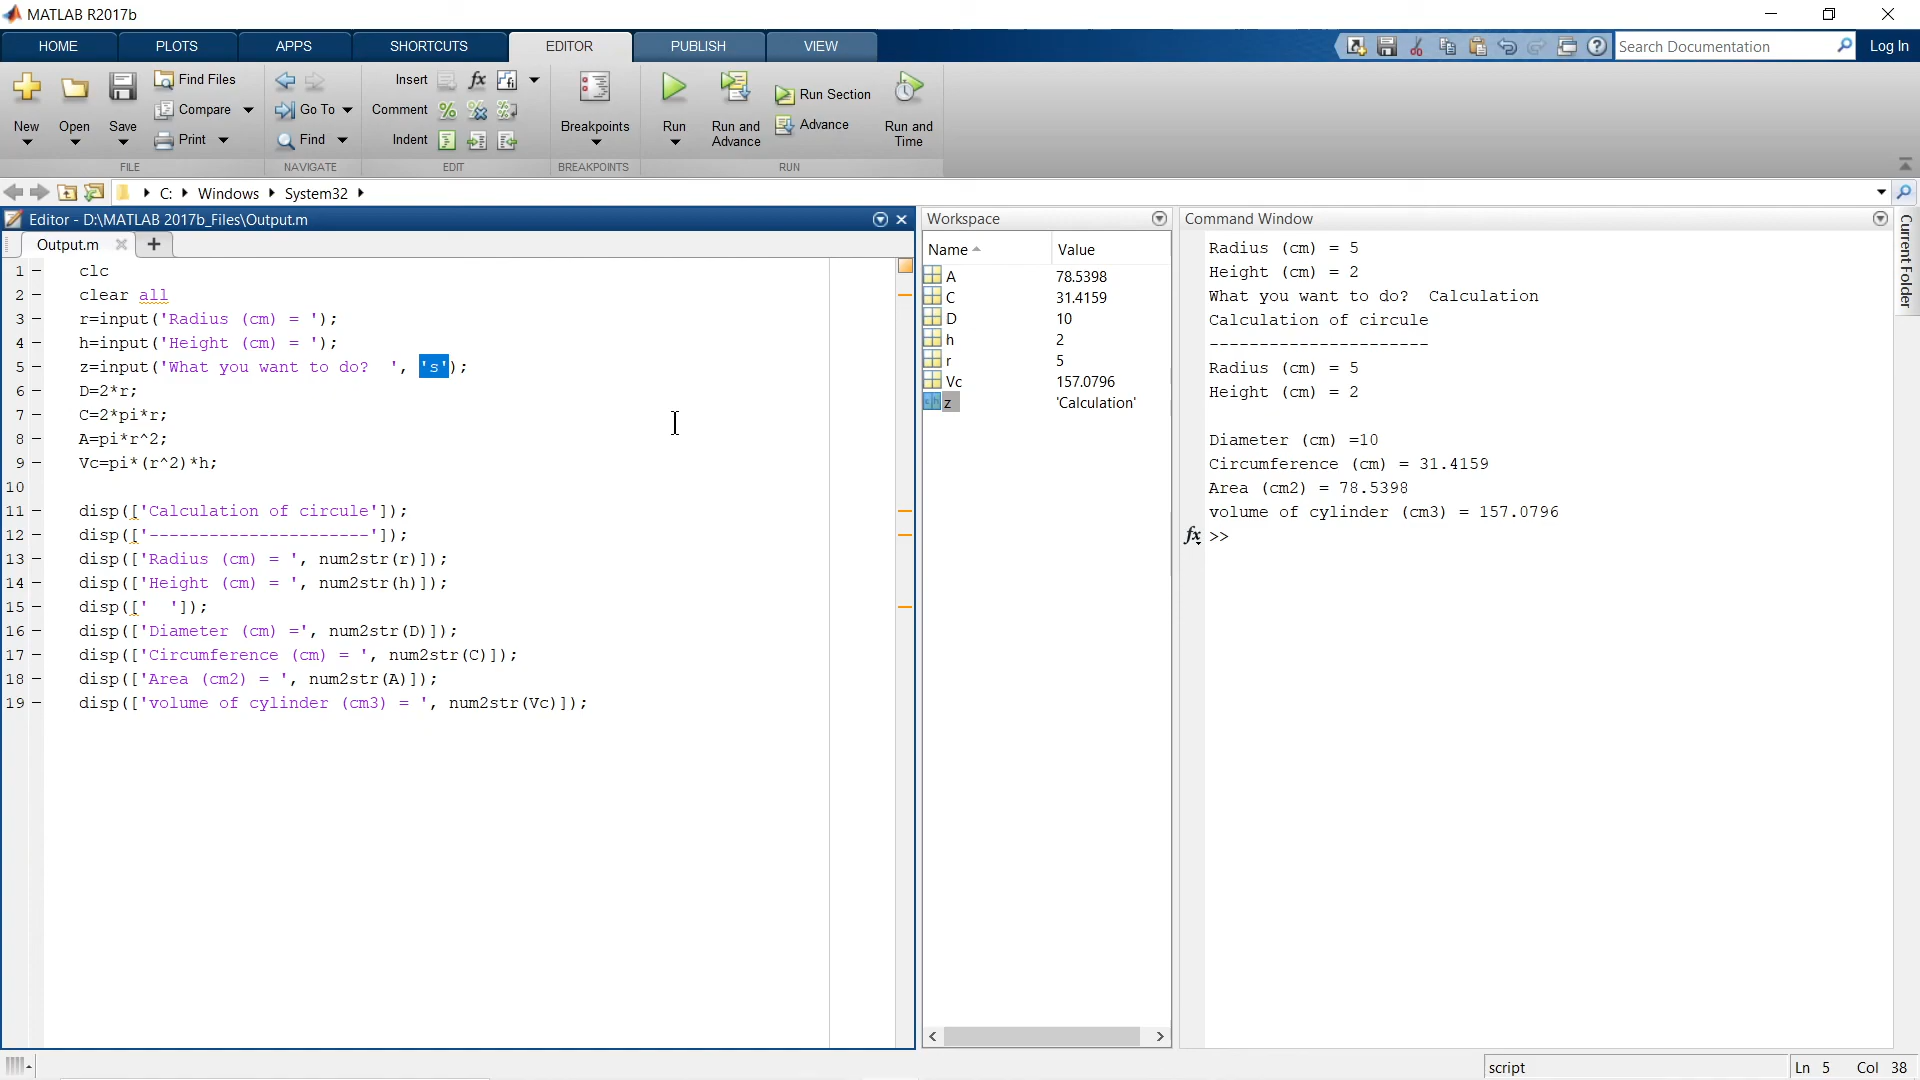 MATLAB R2017b
HOME PLOTS APPS SHORTCUTS EDITOR PUBLISH VIEW
Search Documentation Log In
New Open Save Find Files Compare Print
Go To Find
Insert Comment Indent
fx
Breakpoints
Run
Run and Advance
Run Section
Advance
Run and Time
FILE NAVIGATE EDIT BREAKPOINTS RUN
C: Windows System32
Editor - D:\MATLAB 2017b_Files\Output.m
Output.m
1 clc
2 clear all
3 r=input('Radius (cm) = ');
4 h=input('Height (cm) = ');
5 z=input('What you want to do?  ', 's');
6 D=2*r;
7 C=2*pi*r;
8 A=pi*r^2;
9 Vc=pi*(r^2)*h;
10
11 disp(['Calculation of circule']);
12 disp(['----------------------']);
13 disp(['Radius (cm) = ', num2str(r)]);
14 disp(['Height (cm) = ', num2str(h)]);
15 disp(['  ']);
16 disp(['Diameter (cm) =', num2str(D)]);
17 disp(['Circumference (cm) = ', num2str(C)]);
18 disp(['Area (cm2) = ', num2str(A)]);
19 disp(['volume of cylinder (cm3) = ', num2str(Vc)]);
Workspace
Name Value
A 78.5398
C 31.4159
D 10
h 2
r 5
Vc 157.0796
z 'Calculation'
Command Window
Radius (cm) = 5
Height (cm) = 2
What you want to do?  Calculation
Calculation of circule
----------------------
Radius (cm) = 5
Height (cm) = 2
Diameter (cm) =10
Circumference (cm) = 31.4159
Area (cm2) = 78.5398
volume of cylinder (cm3) = 157.0796
fx >>
Current Folder
script
Ln 5 Col 38